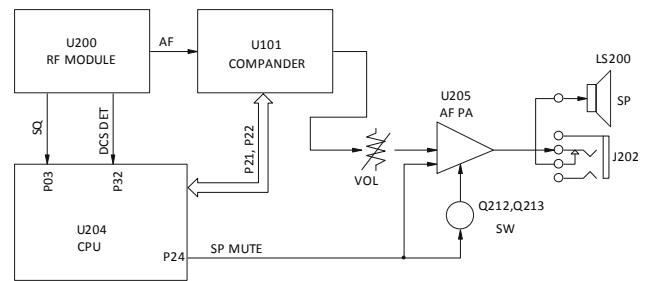 U200
RF MODULE
AF
U101
COMPANDER
LS200
SP
U205
AF PA
SQ
DCS DET
P21, P22
J202
VOL
P03
P32
Q212,Q213
SW
U204
CPU
P24
SP MUTE